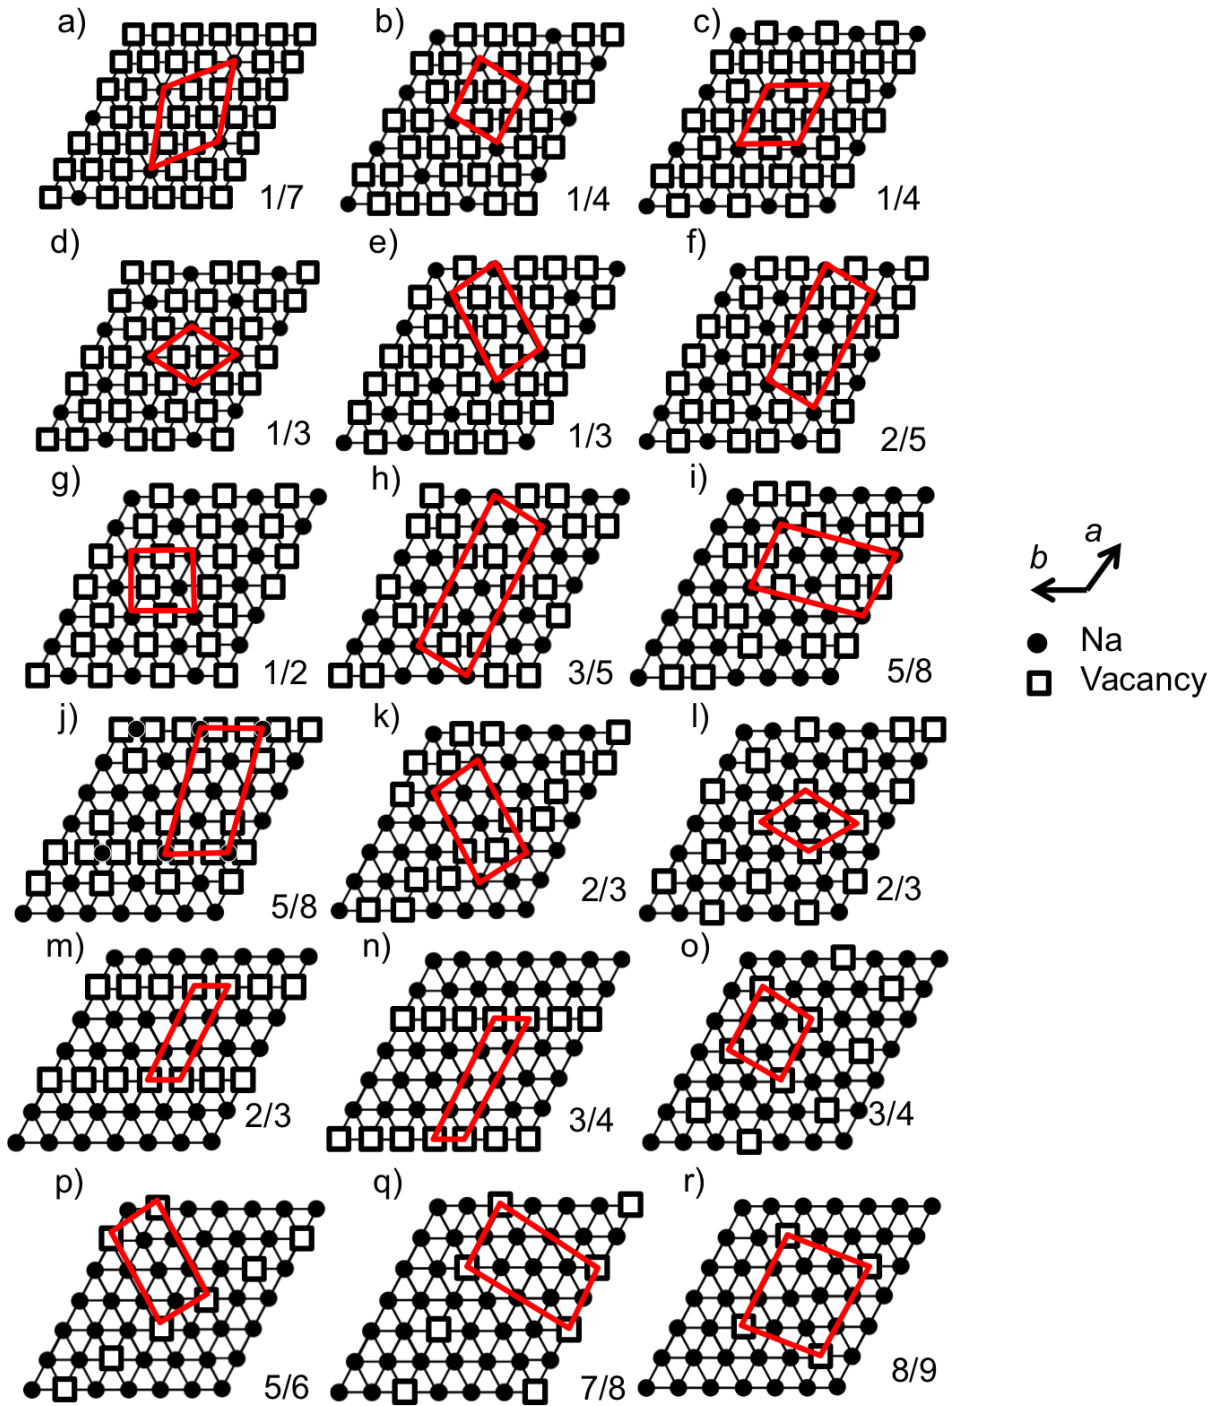 a) b) c)
1/7 1/4 1/4
d) e) f)
1/3 1/3 2/5
g) h) i)
1/2 3/5 5/8
j) k) l)
5/8 2/3 2/3
m) n) o)
2/3 3/4 3/4
p) q) r)
5/6 7/8 8/9
a
b
Na
Vacancy